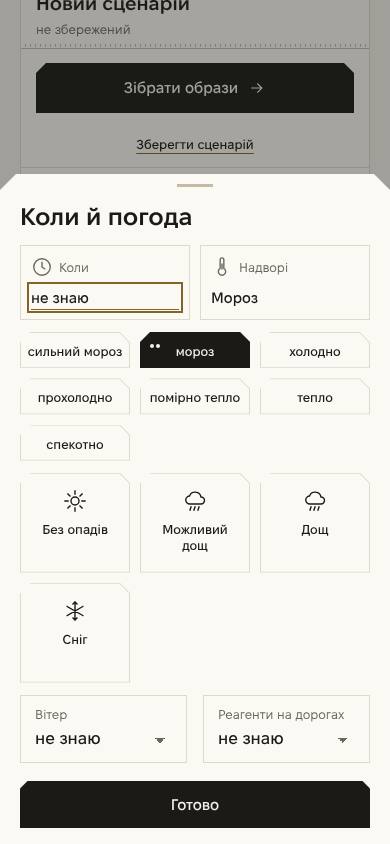 Новий сценарій
не збережений
Зібрати образи →
Зберегти сценарій
Коли й погода
Коли
Надворі
не знаю
Мороз
сильний мороз
мороз
холодно
прохолодно
помірно тепло
тепло
спекотно
Без опадів
Можливий
дощ
Дощ
Сніг
Вітер
Реагенти на дорогах
не знаю
не знаю
Готово